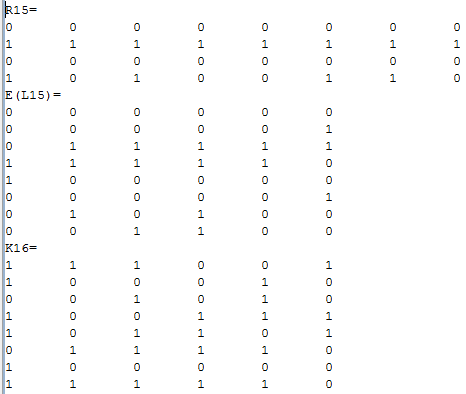 R15=
0 0 0 0 0 0 0 0
1 1 1 1 1 1 1 1
0 0 0 0 0 0 0 0
1 0 1 0 0 1 1 0
E(L15)=
0 0 0 0 0 0
0 0 0 0 0 1
0 1 1 1 1 1
1 1 1 1 1 0
1 0 0 0 0 0
0 0 0 0 0 1
0 1 0 1 0 0
0 0 1 1 0 0
K16=
1 1 1 0 0 1
1 0 0 0 1 0
0 0 1 0 1 0
1 0 0 1 1 1
1 0 1 1 0 1
0 1 1 1 1 0
1 0 0 0 0 0
1 1 1 1 1 0